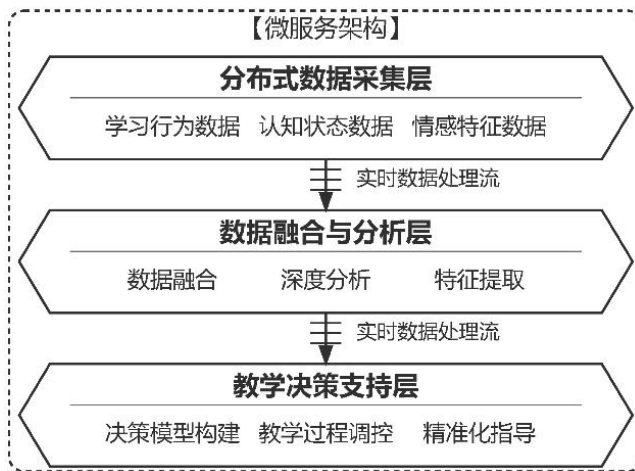 【微服务架构】
分布式数据采集层
学习行为数据 认知状态数据 情感特征数据
实时数据处理流
数据融合与分析层
数据融合 深度分析 特征提取
实时数据处理流
教学决策支持层
决策模型构建 教学过程调控 精准化指导